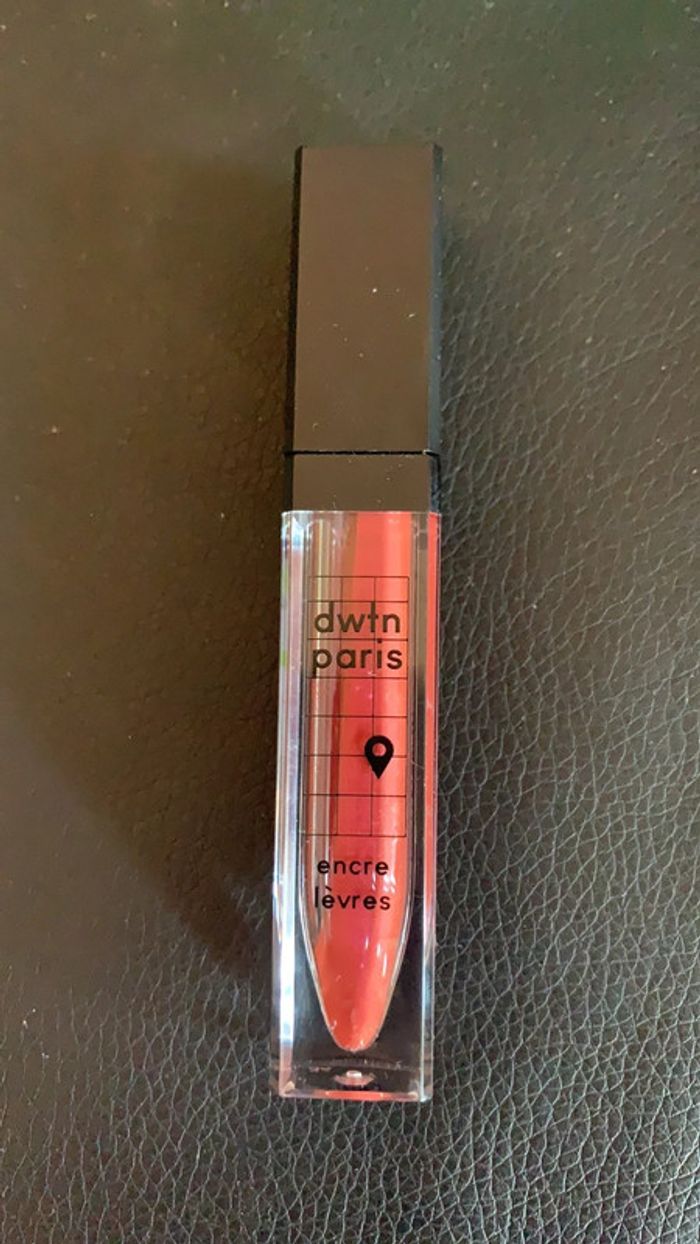 dwtn
paris
encre
lèvres